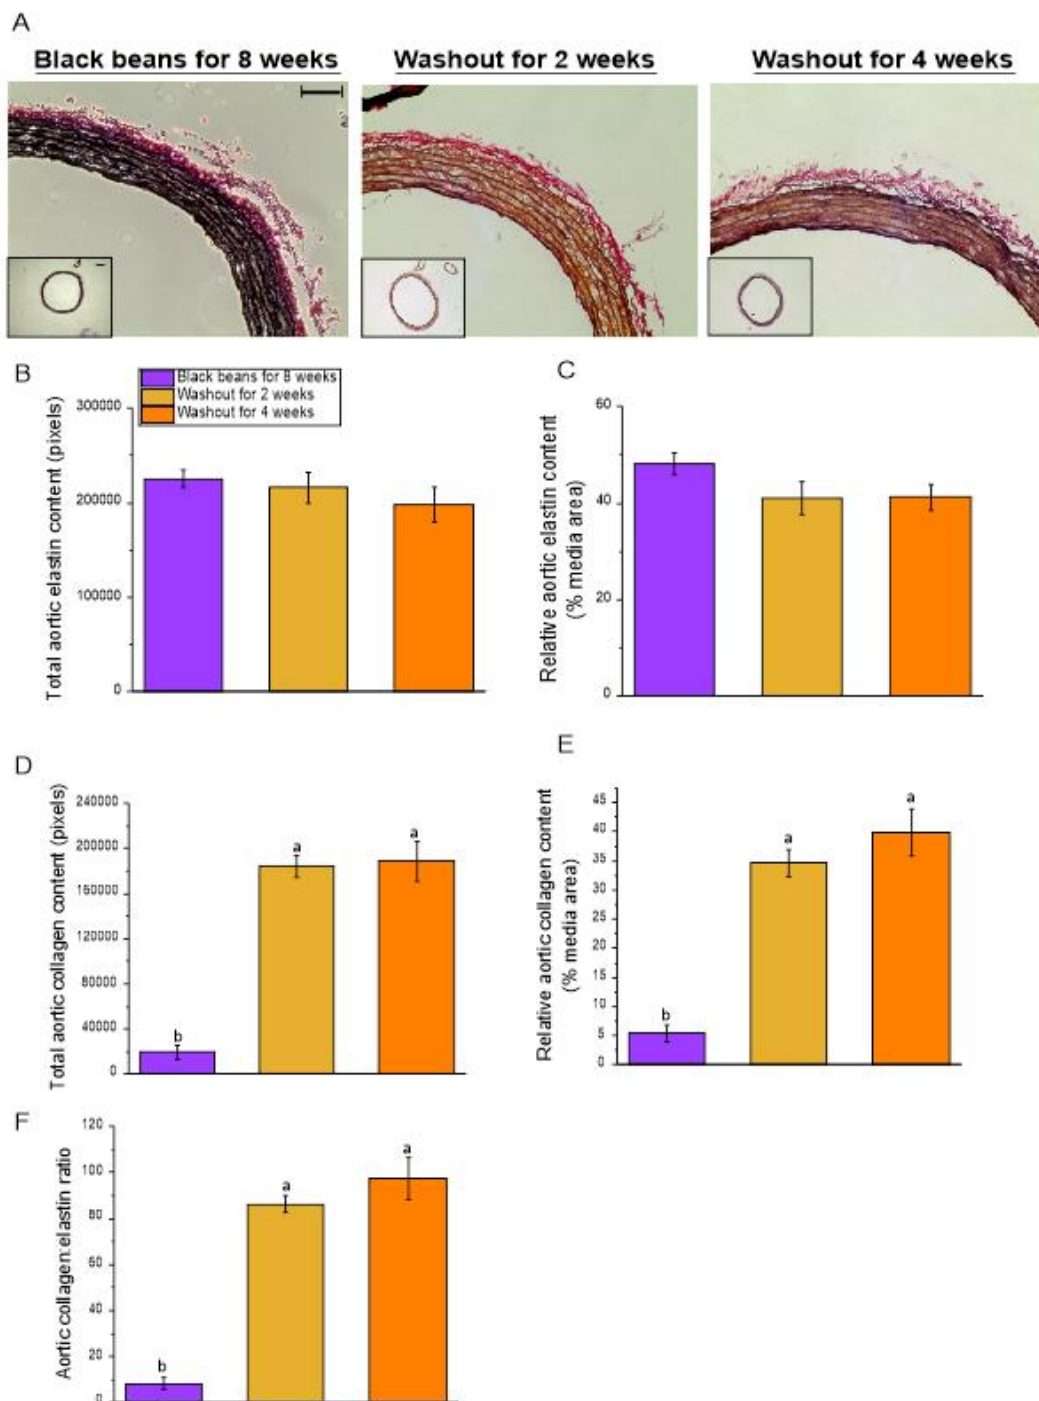 A
Black beans for 8 weeks
Washout for 2 weeks
Washout for 4 weeks
B
Black beans for 8 weeks
Washout for 2 weeks
Washout for 4 weeks
Total aortic elastin content (pixels)
300000
200000
100000
0
C
Relative aortic elastin content
(% media area)
60
40
20
0
D
Total aortic collagen content (pixels)
240000
200000
160000
120000
80000
40000
0
b
a
a
E
Relative aortic collagen content
(% media area)
45
40
35
30
25
20
15
10
5
0
b
a
a
F
Aortic collagen:elastin ratio
120
100
80
60
40
20
0
b
a
a